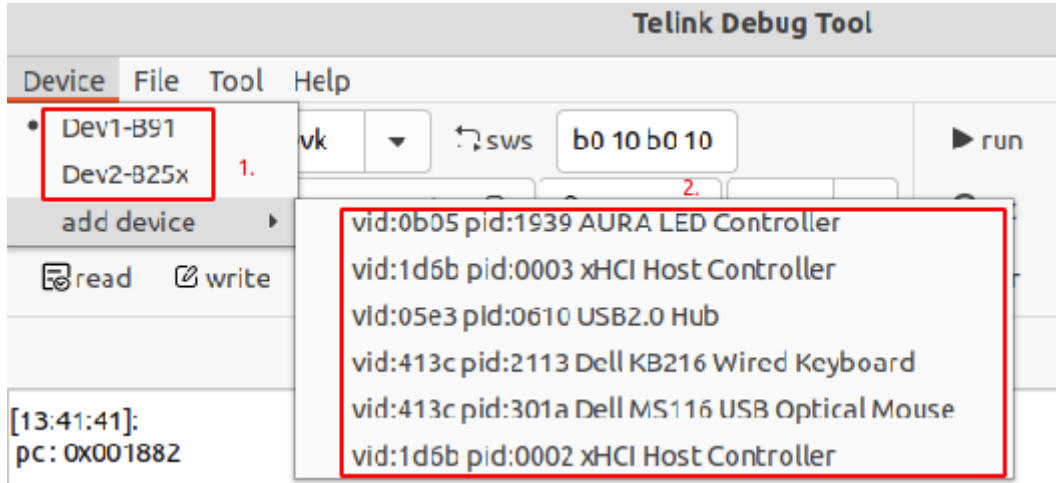 Telink Debug Tool
Device File Tool Help
Dev1-B91
vk
sws
b0 10 b0 10
run
Dev2-B25x
1.
2.
add device
vid:0b05 pid:1939 AURA LED Controller
read
write
vid:1d6b pid:0003 xHCI Host Controller
vid:05e3 pid:0610 USB2.0 Hub
vid:413c pid:2113 Dell KB216 Wired Keyboard
[13:41:41]:
vid:413c pid:301a Dell MS116 USB Optical Mouse
pc: 0x001882
vid:1d6b pid:0002 xHCI Host Controller